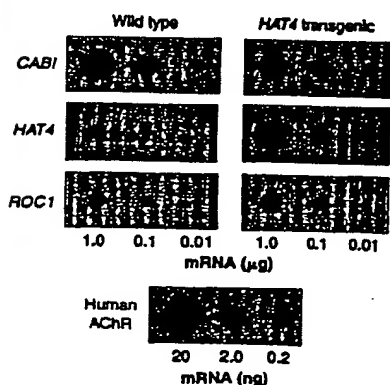 Wild type HAT4 transgenic
CAB1
HAT4
ROC1
1.0 0.1 0.01 1.0 0.1 0.01
mRNA (μg)
Human
AChR
20 2.0 0.2
mRNA (ng)